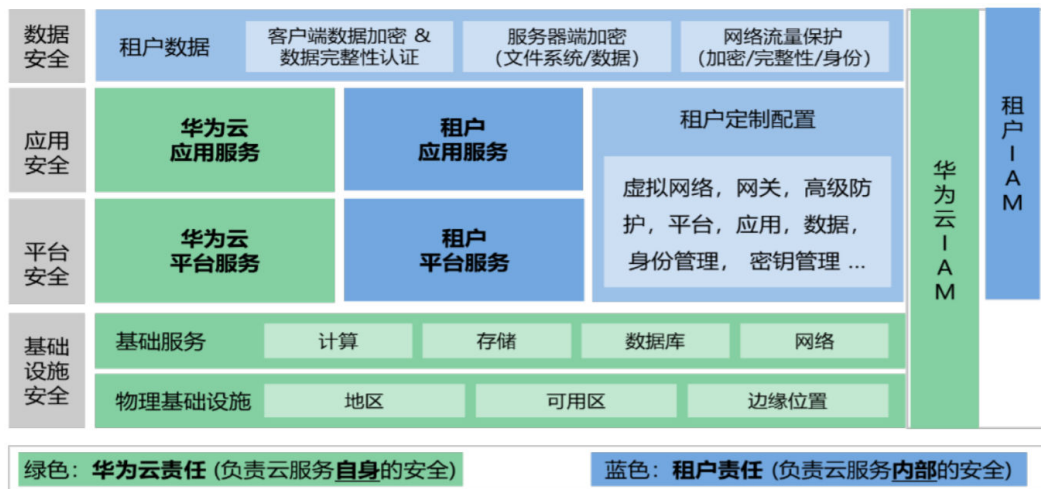 数据
安全
租户数据
客户端数据加密 &
数据完整性认证
服务器端加密
(文件系统/数据)
网络流量保护
(加密/完整性/身份)
应用
安全
华为云
应用服务
租户
应用服务
租户定制配置
虚拟网络，网关，高级防
护，平台，应用，数据，
身份管理， 密钥管理 ...
平台
安全
华为云
平台服务
租户
平台服务
基础
设施
安全
基础服务
计算
存储
数据库
网络
物理基础设施
地区
可用区
边缘位置
华为云IAM
租户IAM
绿色：华为云责任 (负责云服务自身的安全)
蓝色：租户责任 (负责云服务内部的安全)